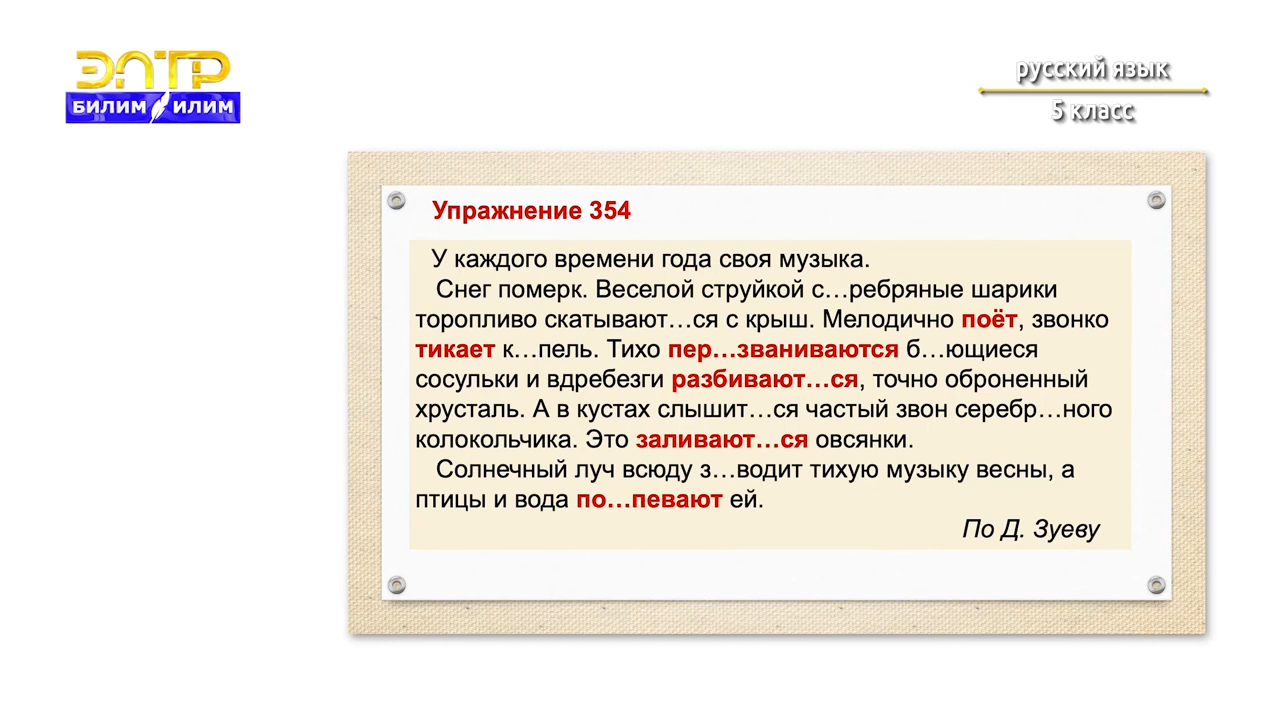 ЭЛТР
БИЛИМ ИЛИМ
русский язык
5 класс
Упражнение 354
У каждого времени года своя музыка.
Снег померк. Веселой струйкой с…ребряные шарики
торопливо скатывают…ся с крыш. Мелодично поёт, звонко
тикает к…пель. Тихо пер…званиваются б…ющиеся
сосульки и вдребезги разбивают…ся, точно оброненный
хрусталь. А в кустах слышит…ся частый звон серебр…ного
колокольчика. Это заливают…ся овсянки.
Солнечный луч всюду з…водит тихую музыку весны, а
птицы и вода по…певают ей.
По Д. Зуеву